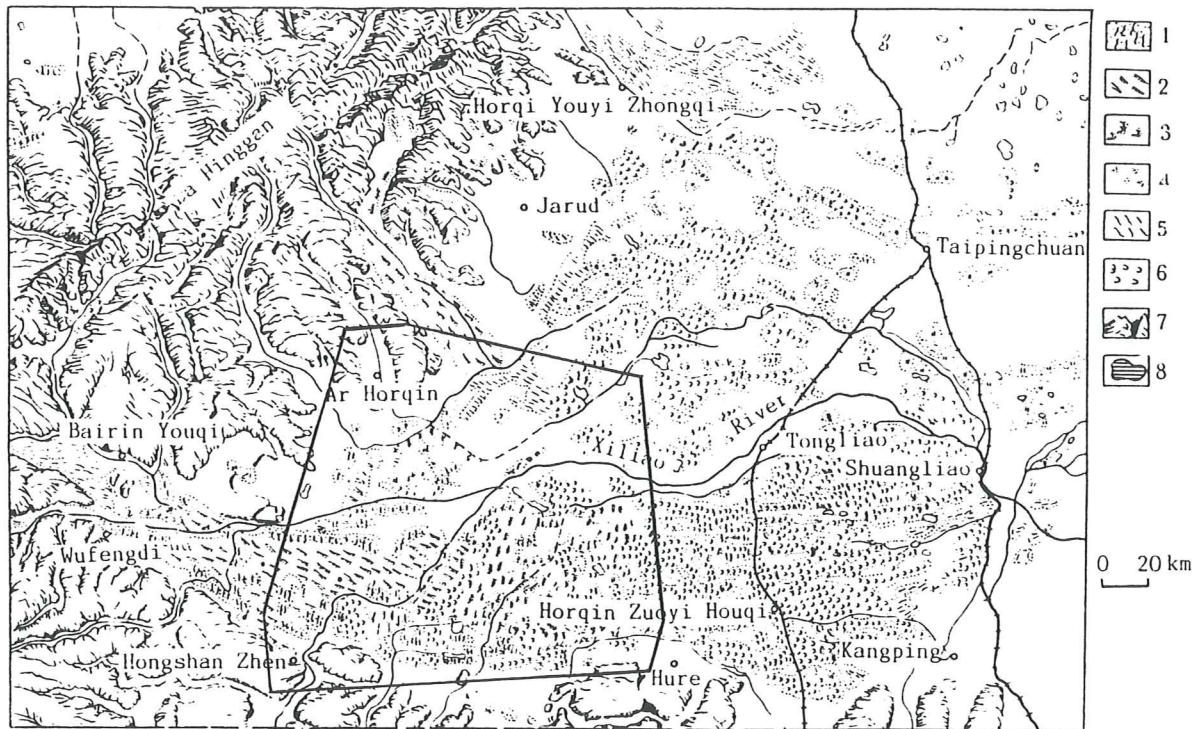 Horqi Youyi Zhongqi
a Hinggan
Jarud
Taipingchuan
Ar Horqin
Bairin Youqi
Xiliao
River
Tongliao
Shuangliao
Wufengdi
Horqin Zuoyi Houqi
Hongshan Zhen
Kangping
Hure
1
2
3
4
5
6
7
8
0 20 km